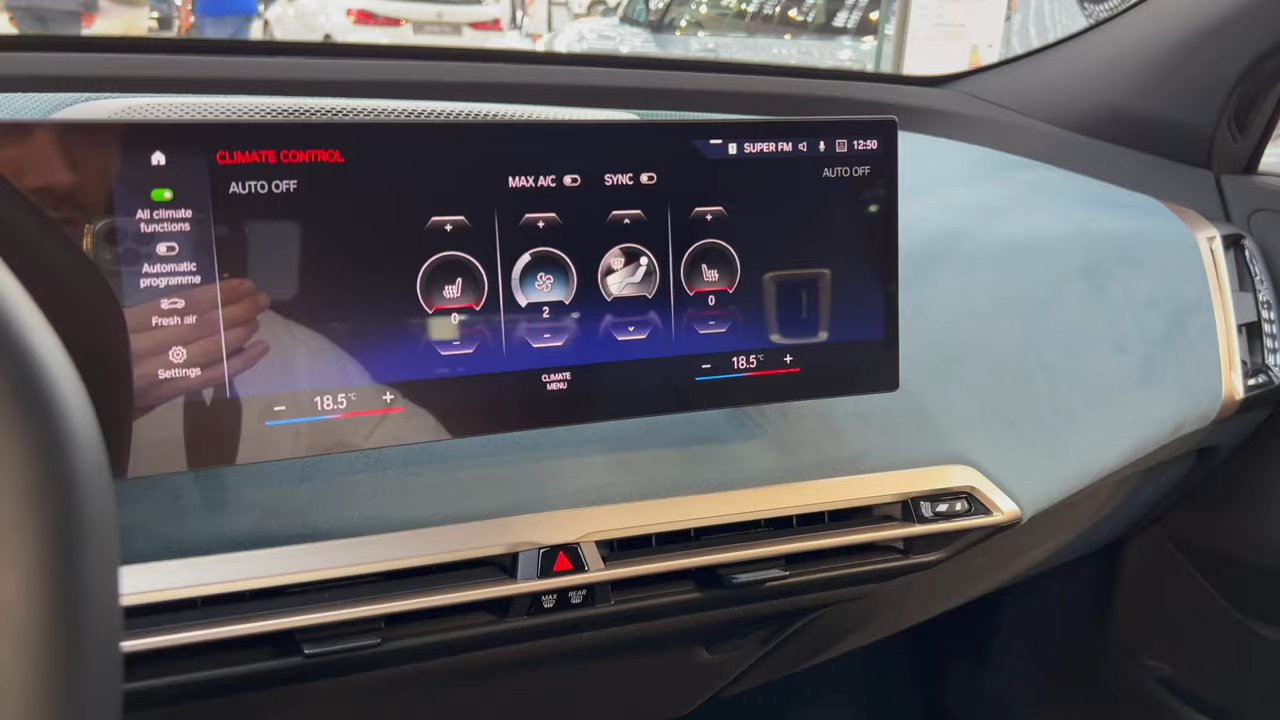 CLIMATE CONTROL
SUPER FM 12:50
AUTO OFF
MAX A/C
SYNC
AUTO OFF
All climate
functions
Automatic
programme
Fresh air
Settings
+
+
+
0
2
0
-
-
-
- 18.5°C +
CLIMATE
MENU
- 18.5°C +
MAX
REAR